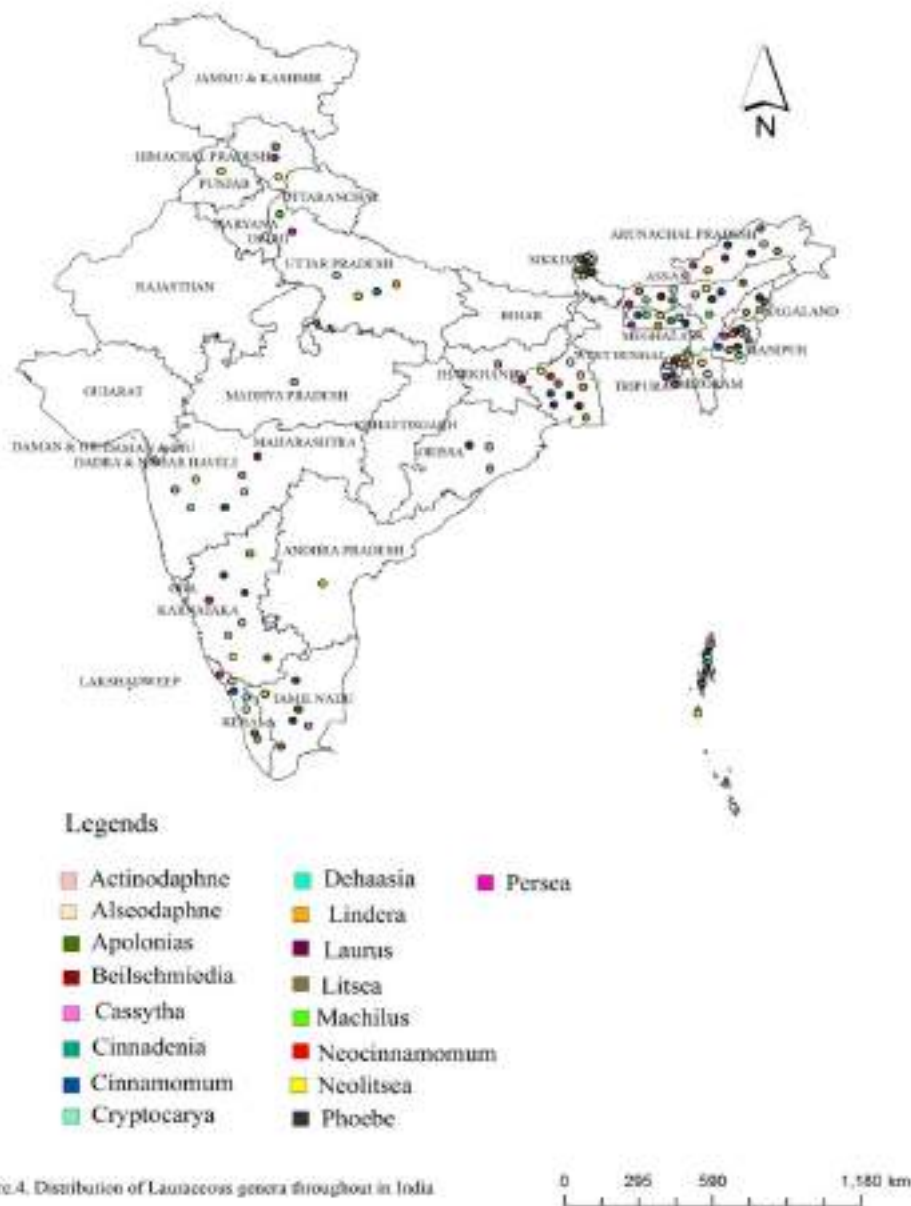 JAMMU & KASHMIR
N
HIMACHAL PRADESH
PUNJAB
UTTARANCHAL
HARYANA
DELHI
ARUNACHAL PRADESH
SIKKIM
UTTAR PRADESH
ASSAM
RAJASTHAN
BIHAR
NAGALAND
MEGHALAYA
MANIPUR
WEST BENGAL
JHARKHAND
TRIPURA
MIZORAM
GUJARAT
MADHYA PRADESH
CHHATTISGARH
MAHARASHTRA
ORISSA
DADRA & NAGAR HAVELI
ANDHRA PRADESH
GOA
KARNATAKA
LAKSHADWEEP
TAMIL NADU
KERALA
Legends
Actinodaphne
Dehaasia
Persea
Alseodaphne
Lindera
Apolonias
Laurus
Beilschmiedia
Litsea
Cassytha
Machilus
Cinnadenia
Neocinnamomum
Cinnamomum
Neolitsea
Cryptocarya
Phoebe
re.4. Distribution of Lauraceous genera throughout in India
0 295 590 1,180 km